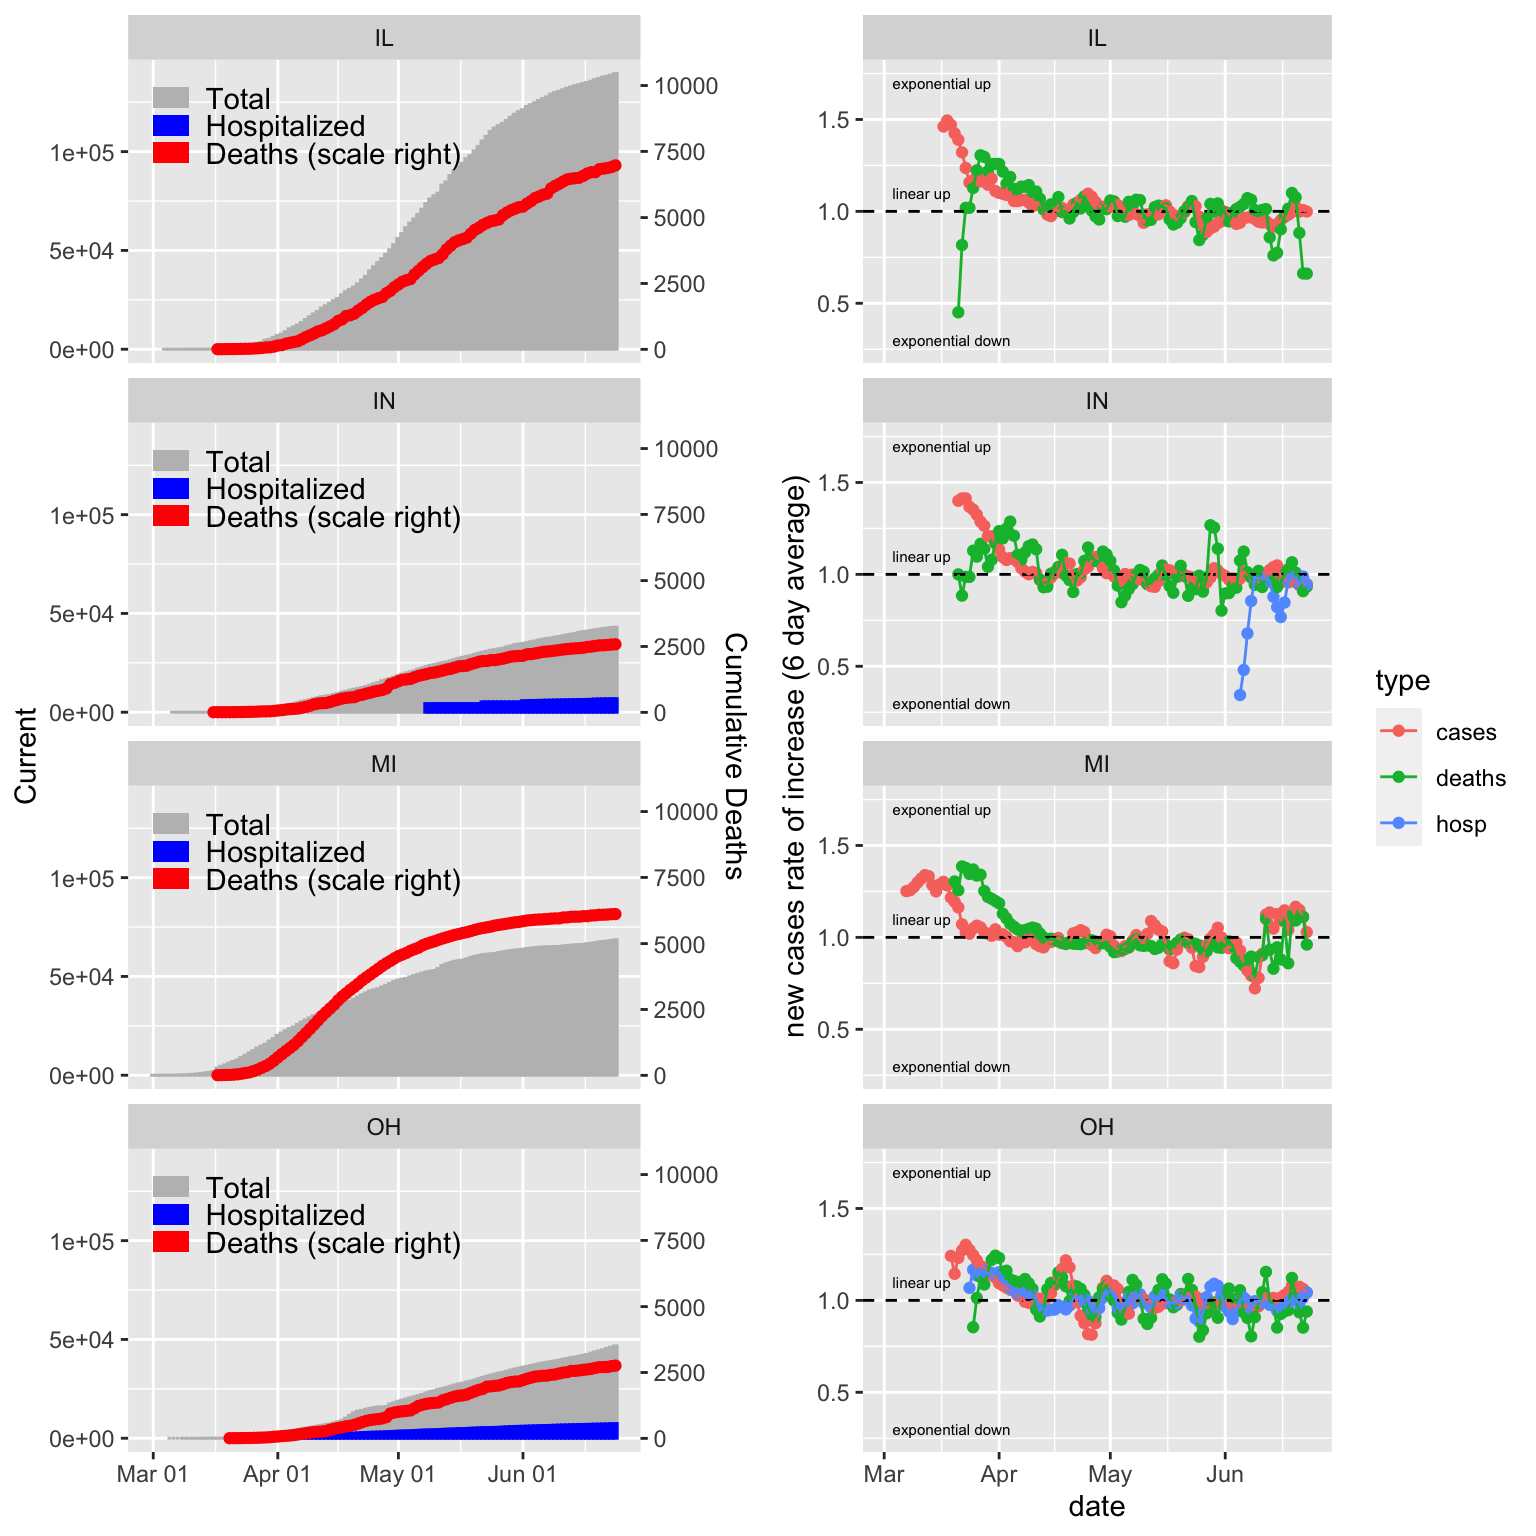 IL
Total
Hospitalized
Deaths (scale right)
1e+05
5e+04
0e+00
10000
7500
5000
2500
0
IN
Total
Hospitalized
Deaths (scale right)
1e+05
5e+04
0e+00
10000
7500
5000
2500
0
MI
Total
Hospitalized
Deaths (scale right)
1e+05
5e+04
0e+00
10000
7500
5000
2500
0
OH
Total
Hospitalized
Deaths (scale right)
1e+05
5e+04
0e+00
10000
7500
5000
2500
0
Mar 01
Apr 01
May 01
Jun 01
Current
Cumulative Deaths
IL
exponential up
linear up
exponential down
1.5
1.0
0.5
IN
exponential up
linear up
exponential down
1.5
1.0
0.5
MI
exponential up
linear up
exponential down
1.5
1.0
0.5
OH
exponential up
linear up
exponential down
1.5
1.0
0.5
Mar
Apr
May
Jun
date
new cases rate of increase (6 day average)
type
cases
deaths
hosp